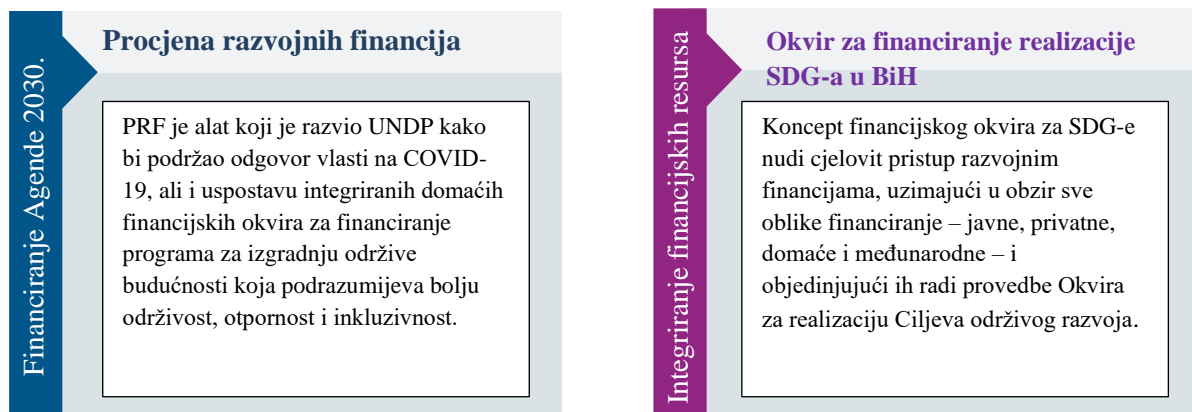 Financiranje Agende 2030.
Procjena razvojnih financija
PRF je alat koji je razvio UNDP kako
bi podržao odgovor vlasti na COVID-
19, ali i uspostavu integriranih domaćih
financijskih okvira za financiranje
programa za izgradnju održive
budućnosti koja podrazumijeva bolju
održivost, otpornost i inkluzivnost.
Integriranje financijskih resursa
Okvir za financiranje realizacije
SDG-a u BiH
Koncept financijskog okvira za SDG-e
nudi cjelovit pristup razvojnim
financijama, uzimajući u obzir sve
oblike financiranje – javne, privatne,
domaće i međunarodne – i
objedinjujući ih radi provedbe Okvira
za realizaciju Ciljeva održivog razvoja.